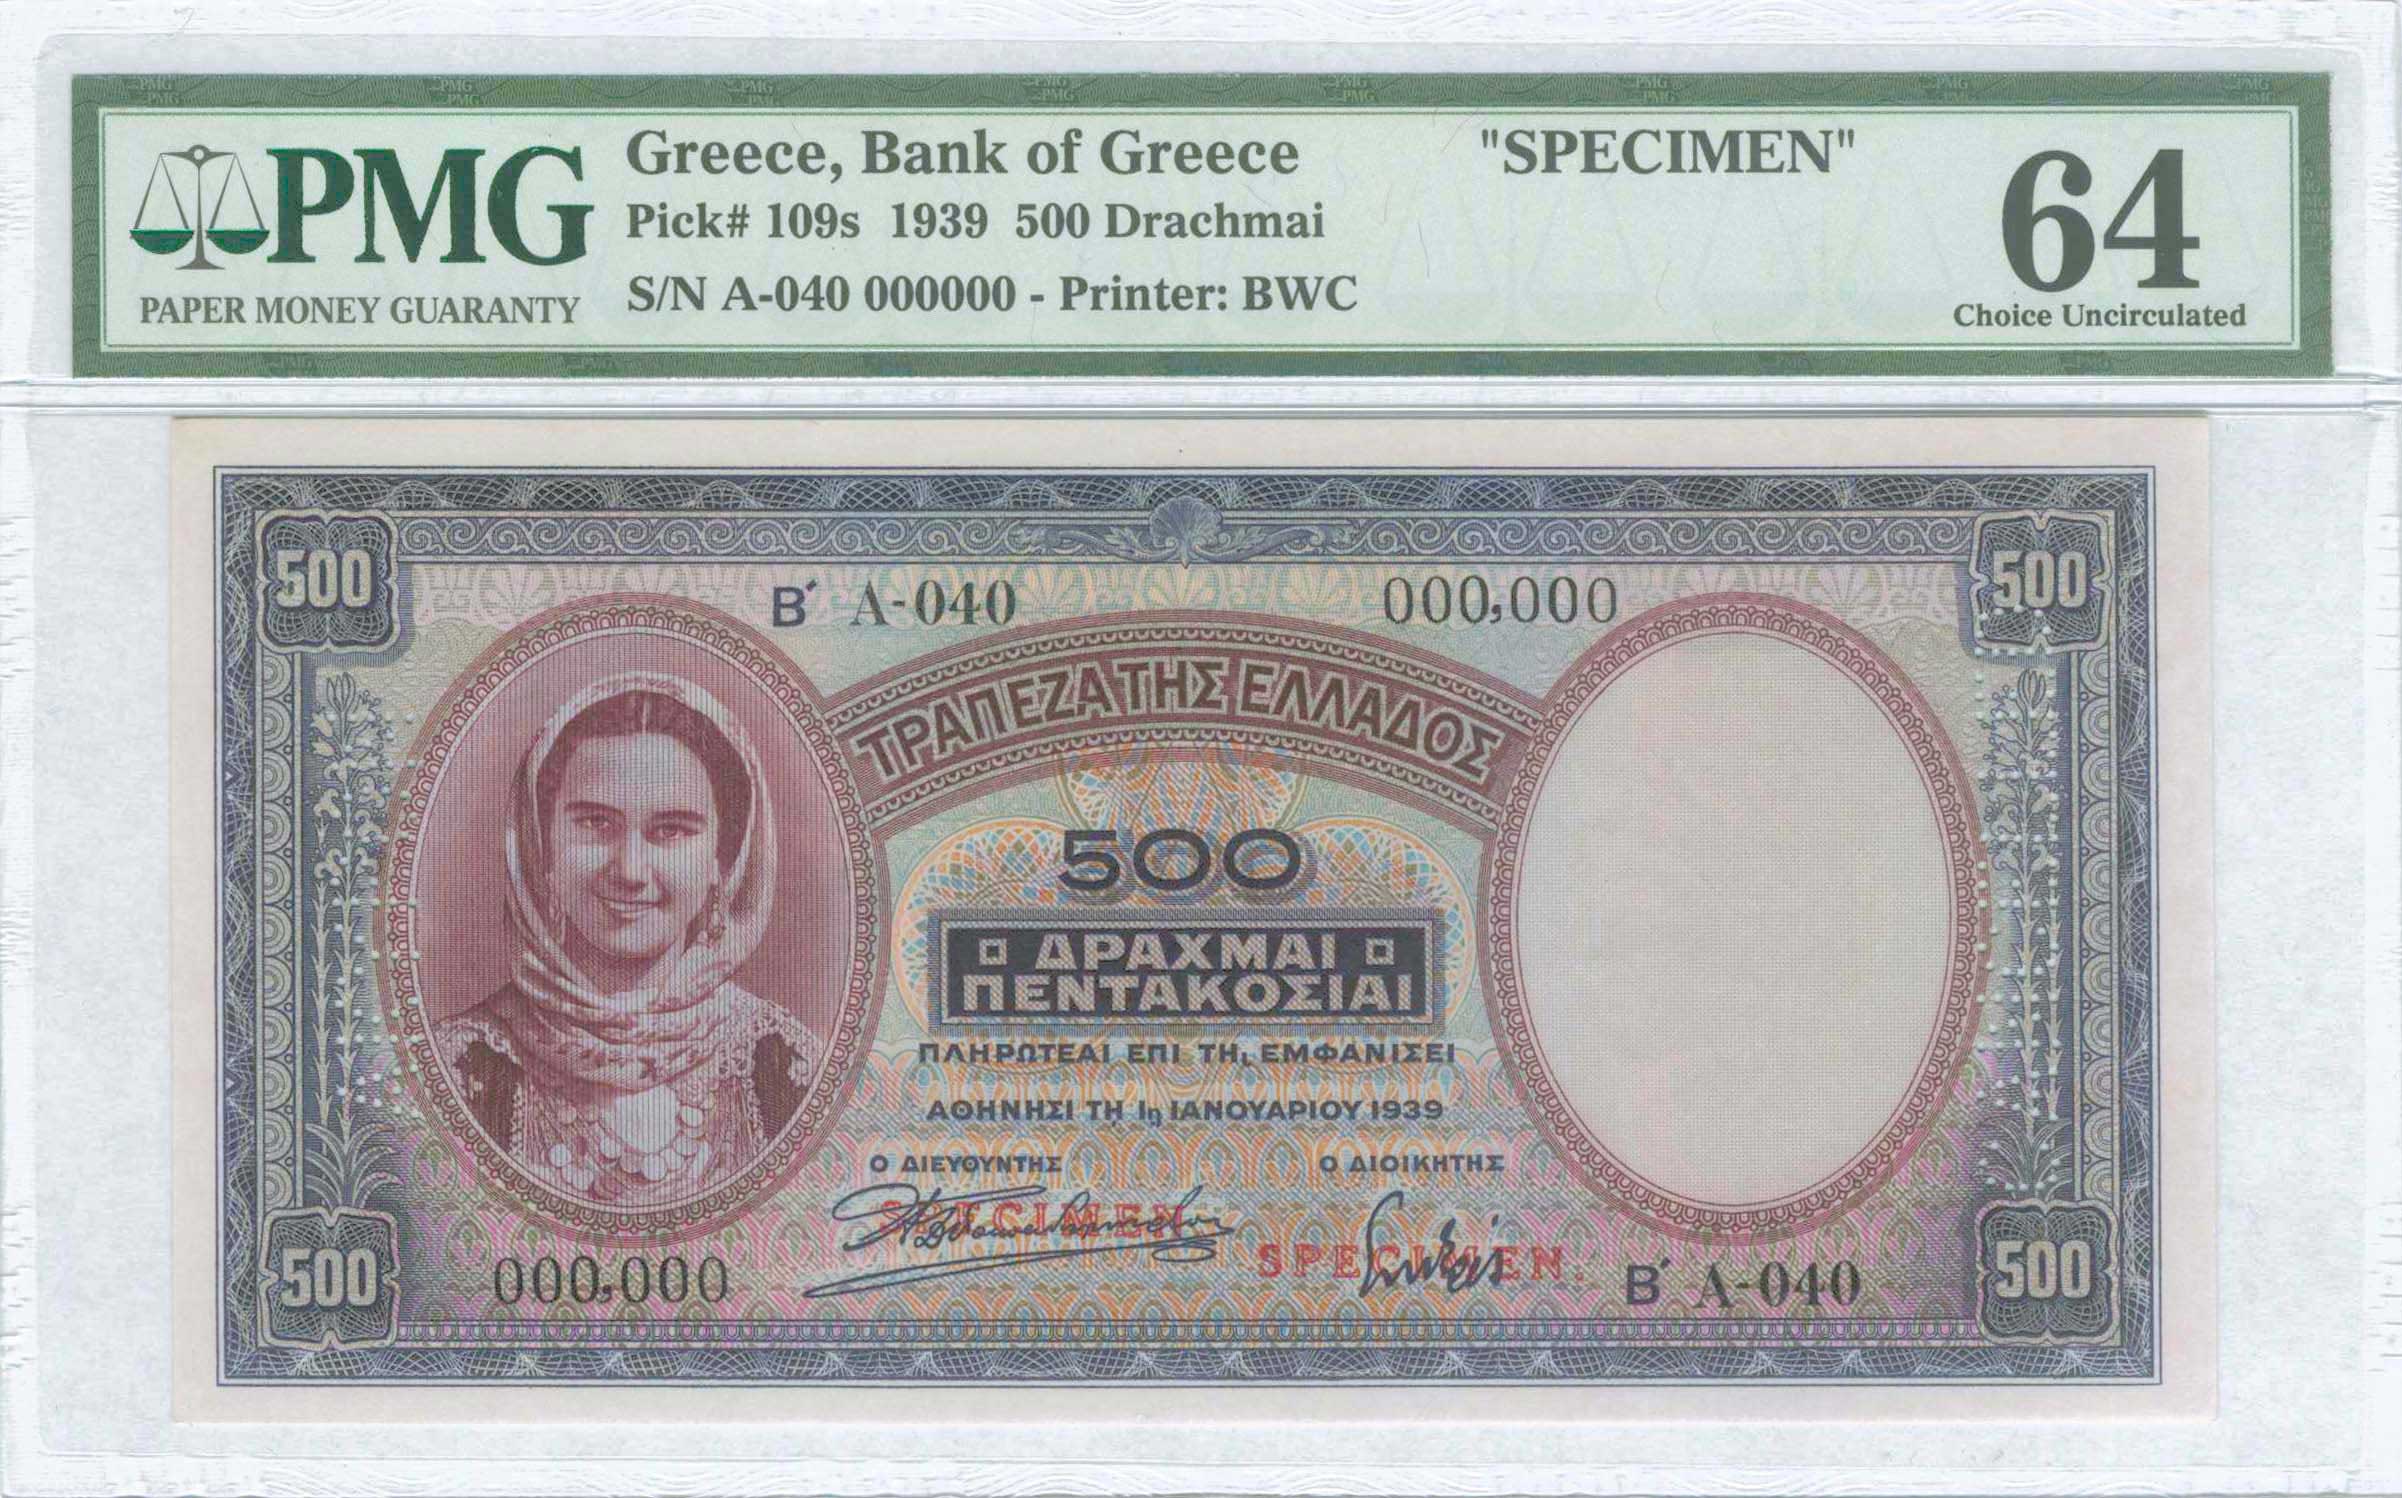 PMG
PAPER MONEY GUARANTY
Greece, Bank of Greece "SPECIMEN"
Pick# 109s 1939 500 Drachmai
S/N A-040 000000 - Printer: BWC
64
Choice Uncirculated
500 500
Β΄ A-040 000,000
ΤΡΑΠΕΖΑ ΤΗΣ ΕΛΛΑΔΟΣ
500
ΔΡΑΧΜΑΙ
ΠΕΝΤΑΚΟΣΙΑΙ
ΠΛΗΡΩΤΕΑΙ ΕΠΙ ΤΗι ΕΜΦΑΝΙΣΕΙ
ΑΘΗΝΗΣΙ ΤΗ 1η ΙΑΝΟΥΑΡΙΟΥ 1939
Ο ΔΙΕΥΘΥΝΤΗΣ Ο ΔΙΟΙΚΗΤΗΣ
SPECIMEN
SPECIMEN.
500 000,000 Β΄ A-040 500